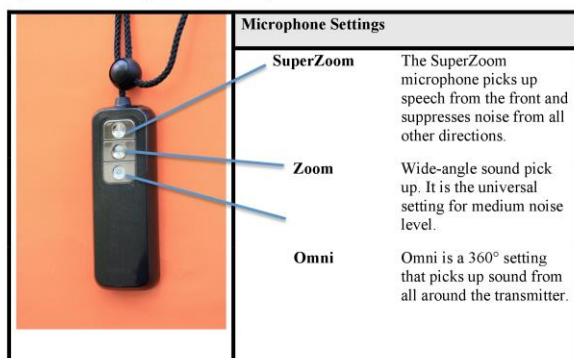 Microphone Settings
SuperZoom
The SuperZoom
microphone picks up
speech from the front and
suppresses noise from all
other directions.
Zoom
Wide-angle sound pick
up. It is the universal
setting for medium noise
level.
Omni
Omni is a 360° setting
that picks up sound from
all around the transmitter.